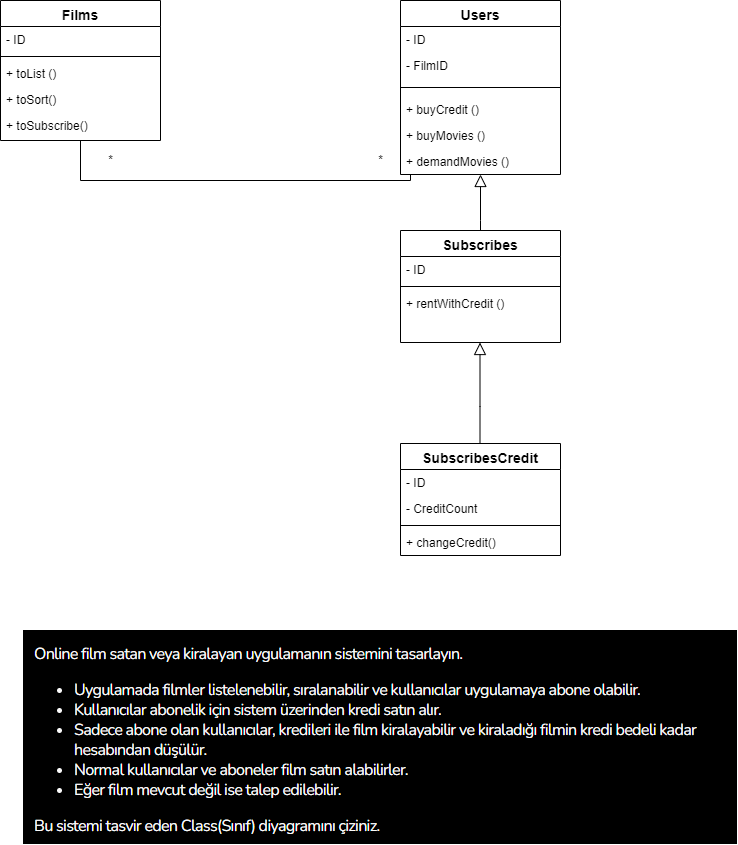 Films
- ID
+ toList ()
+ toSort()
+ toSubscribe()
* *
Users
- ID
- FilmID
+ buyCredit ()
+ buyMovies ()
+ demandMovies ()
Subscribes
- ID
+ rentWithCredit ()
SubscribesCredit
- ID
- CreditCount
+ changeCredit()
Online film satan veya kiralayan uygulamanın sistemini tasarlayın.
• Uygulamada filmler listelenebilir, sıralanabilir ve kullanıcılar uygulamaya abone olabilir.
• Kullanıcılar abonelik için sistem üzerinden kredi satın alır.
• Sadece abone olan kullanıcılar, kredileri ile film kiralayabilir ve kiraladığı filmin kredi bedeli kadar
hesabından düşülür.
• Normal kullanıcılar ve aboneler film satın alabilirler.
• Eğer film mevcut değil ise talep edilebilir.
Bu sistemi tasvir eden Class(Sınıf) diyagramını çiziniz.